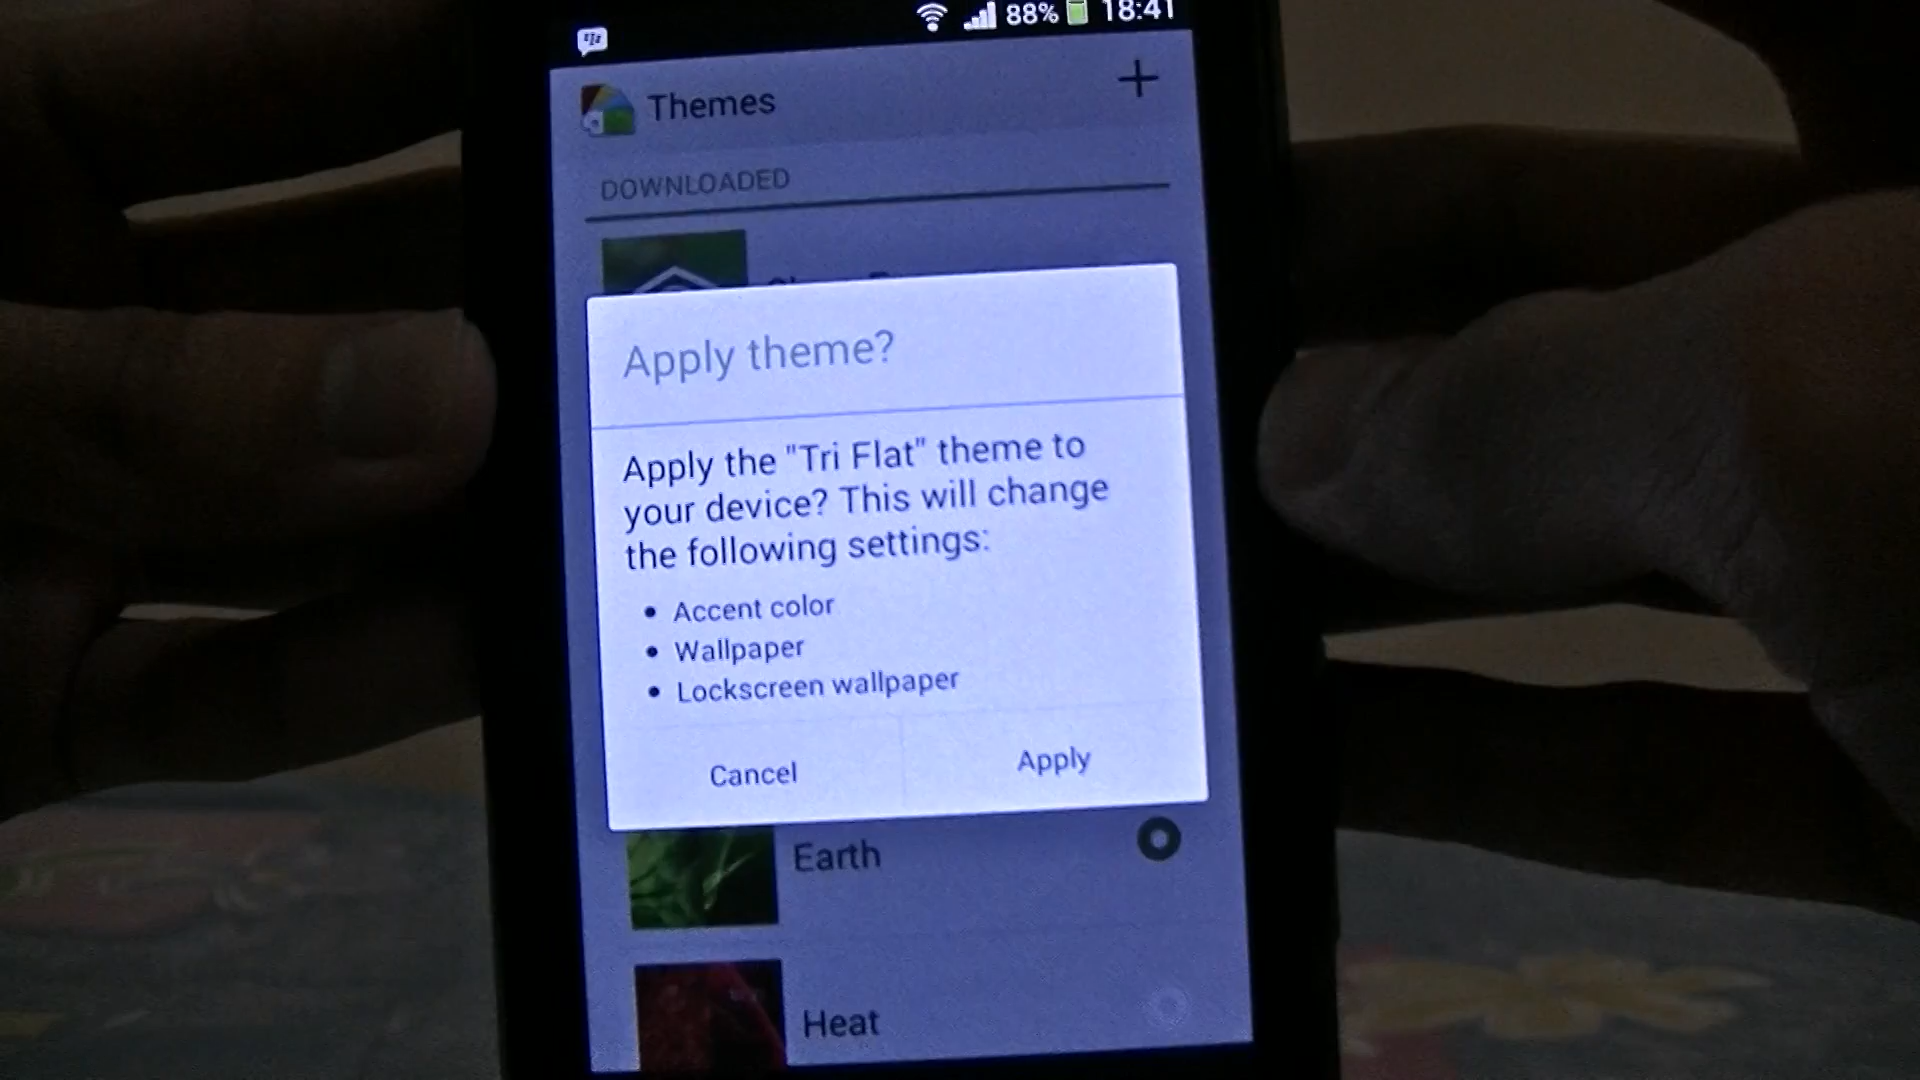 88% 18:41
Themes
DOWNLOADED
Apply theme?
Apply the "Tri Flat" theme to
your device? This will change
the following settings:
• Accent color
• Wallpaper
• Lockscreen wallpaper
Cancel Apply
Earth
Heat